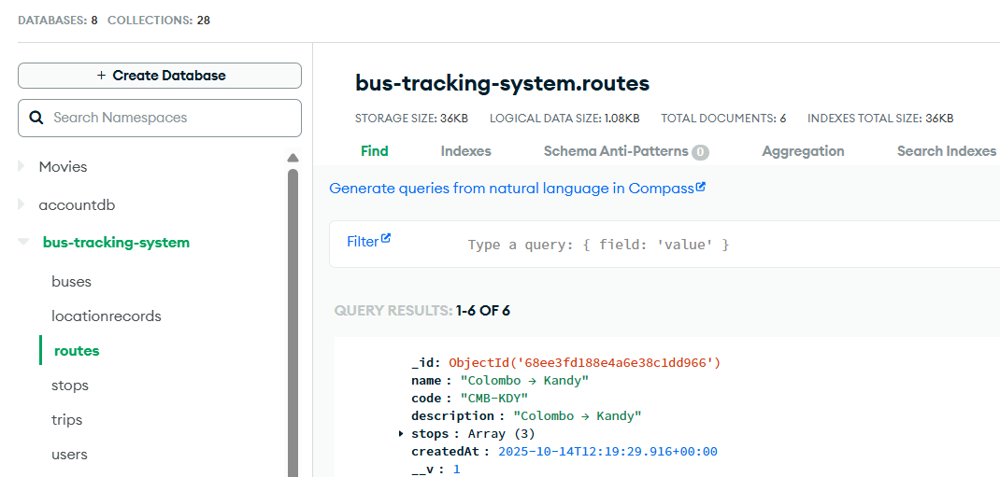 DATABASES: 8 COLLECTIONS: 28
+ Create Database
Search Namespaces
Movies
accountdb
bus-tracking-system
buses
locationrecords
routes
stops
trips
users
bus-tracking-system.routes
STORAGE SIZE: 36KB LOGICAL DATA SIZE: 1.08KB TOTAL DOCUMENTS: 6 INDEXES TOTAL SIZE: 36KB
Find Indexes Schema Anti-Patterns 0 Aggregation Search Indexes
Generate queries from natural language in Compass
Filter Type a query: { field: 'value' }
QUERY RESULTS: 1-6 OF 6
_id: ObjectId('68ee3fd188e4a6e38c1dd966')
name : "Colombo → Kandy"
code : "CMB-KDY"
description : "Colombo → Kandy"
stops : Array (3)
createdAt : 2025-10-14T12:19:29.916+00:00
__v : 1